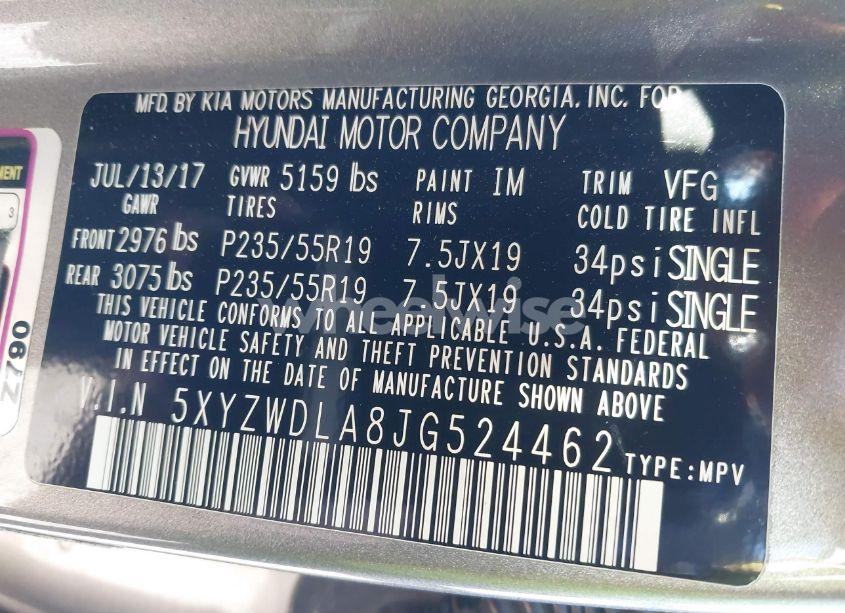 MFD. BY KIA MOTORS MANUFACTURING GEORGIA, INC. FOR
HYUNDAI MOTOR COMPANY
JUL/13/17 GVWR 5159 lbs PAINT IM TRIM VFG
GAWR TIRES RIMS COLD TIRE INFL
FRONT 2976 lbs P235/55R19 7.5JX19 34psi SINGLE
REAR 3075 lbs P235/55R19 7.5JX19 34psi SINGLE
THIS VEHICLE CONFORMS TO ALL APPLICABLE U.S.A. FEDERAL
MOTOR VEHICLE SAFETY AND THEFT PREVENTION STANDARDS
IN EFFECT ON THE DATE OF MANUFACTURE SHOWN ABOVE
V.I.N 5XYZWDLA8JG524462 TYPE:MPV
wheelwise
MENT
3